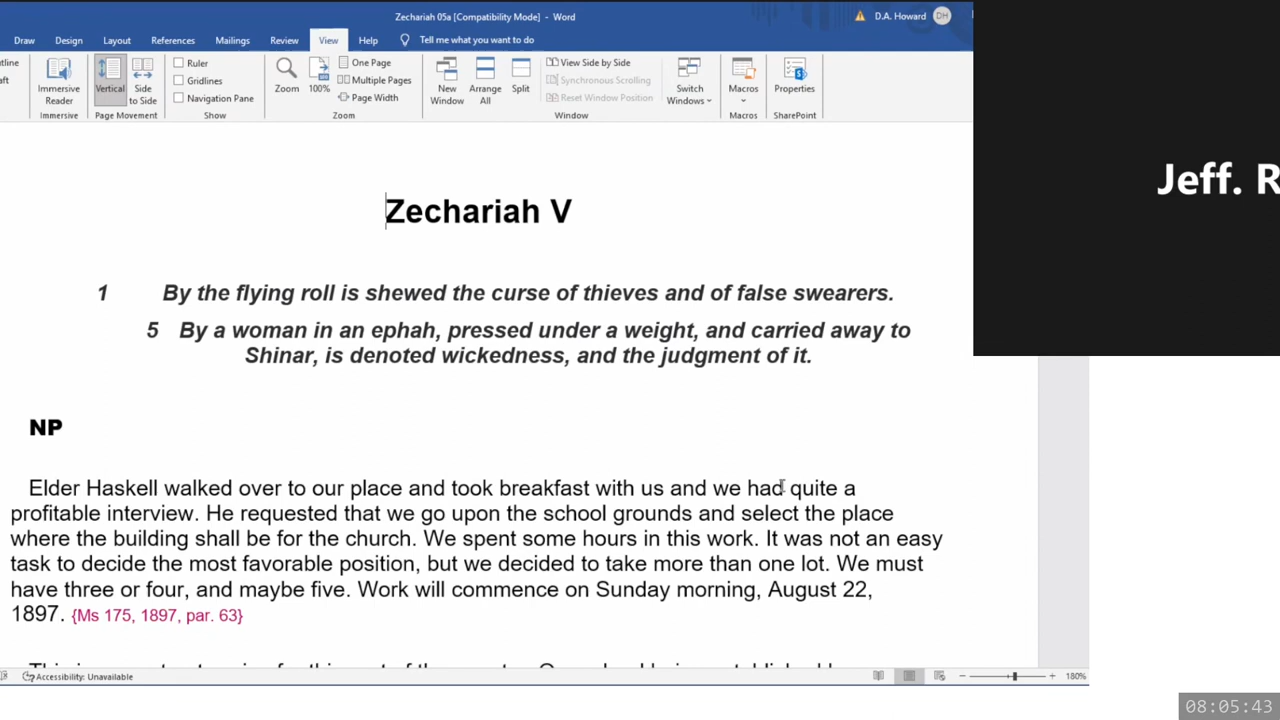 Zechariah 05a [Compatibility Mode] - Word
D.A. Howard DH
Draw Design Layout References Mailings Review View Help Tell me what you want to do
Immersive Reader
Immersive
Vertical Side to Side
Page Movement
Ruler
Gridlines
Navigation Pane
Show
Zoom 100%
One Page
Multiple Pages
Page Width
Zoom
New Window Arrange All Split
View Side by Side
Synchronous Scrolling
Reset Window Position
Switch Windows
Window
Macros
Macros
Properties
SharePoint
Jeff. R
Zechariah V
1 By the flying roll is shewed the curse of thieves and of false swearers.
5 By a woman in an ephah, pressed under a weight, and carried away to
Shinar, is denoted wickedness, and the judgment of it.
NP
Elder Haskell walked over to our place and took breakfast with us and we had quite a
profitable interview. He requested that we go upon the school grounds and select the place
where the building shall be for the church. We spent some hours in this work. It was not an easy
task to decide the most favorable position, but we decided to take more than one lot. We must
have three or four, and maybe five. Work will commence on Sunday morning, August 22,
1897. {Ms 175, 1897, par. 63}
Accessibility: Unavailable
180%
08:05:43